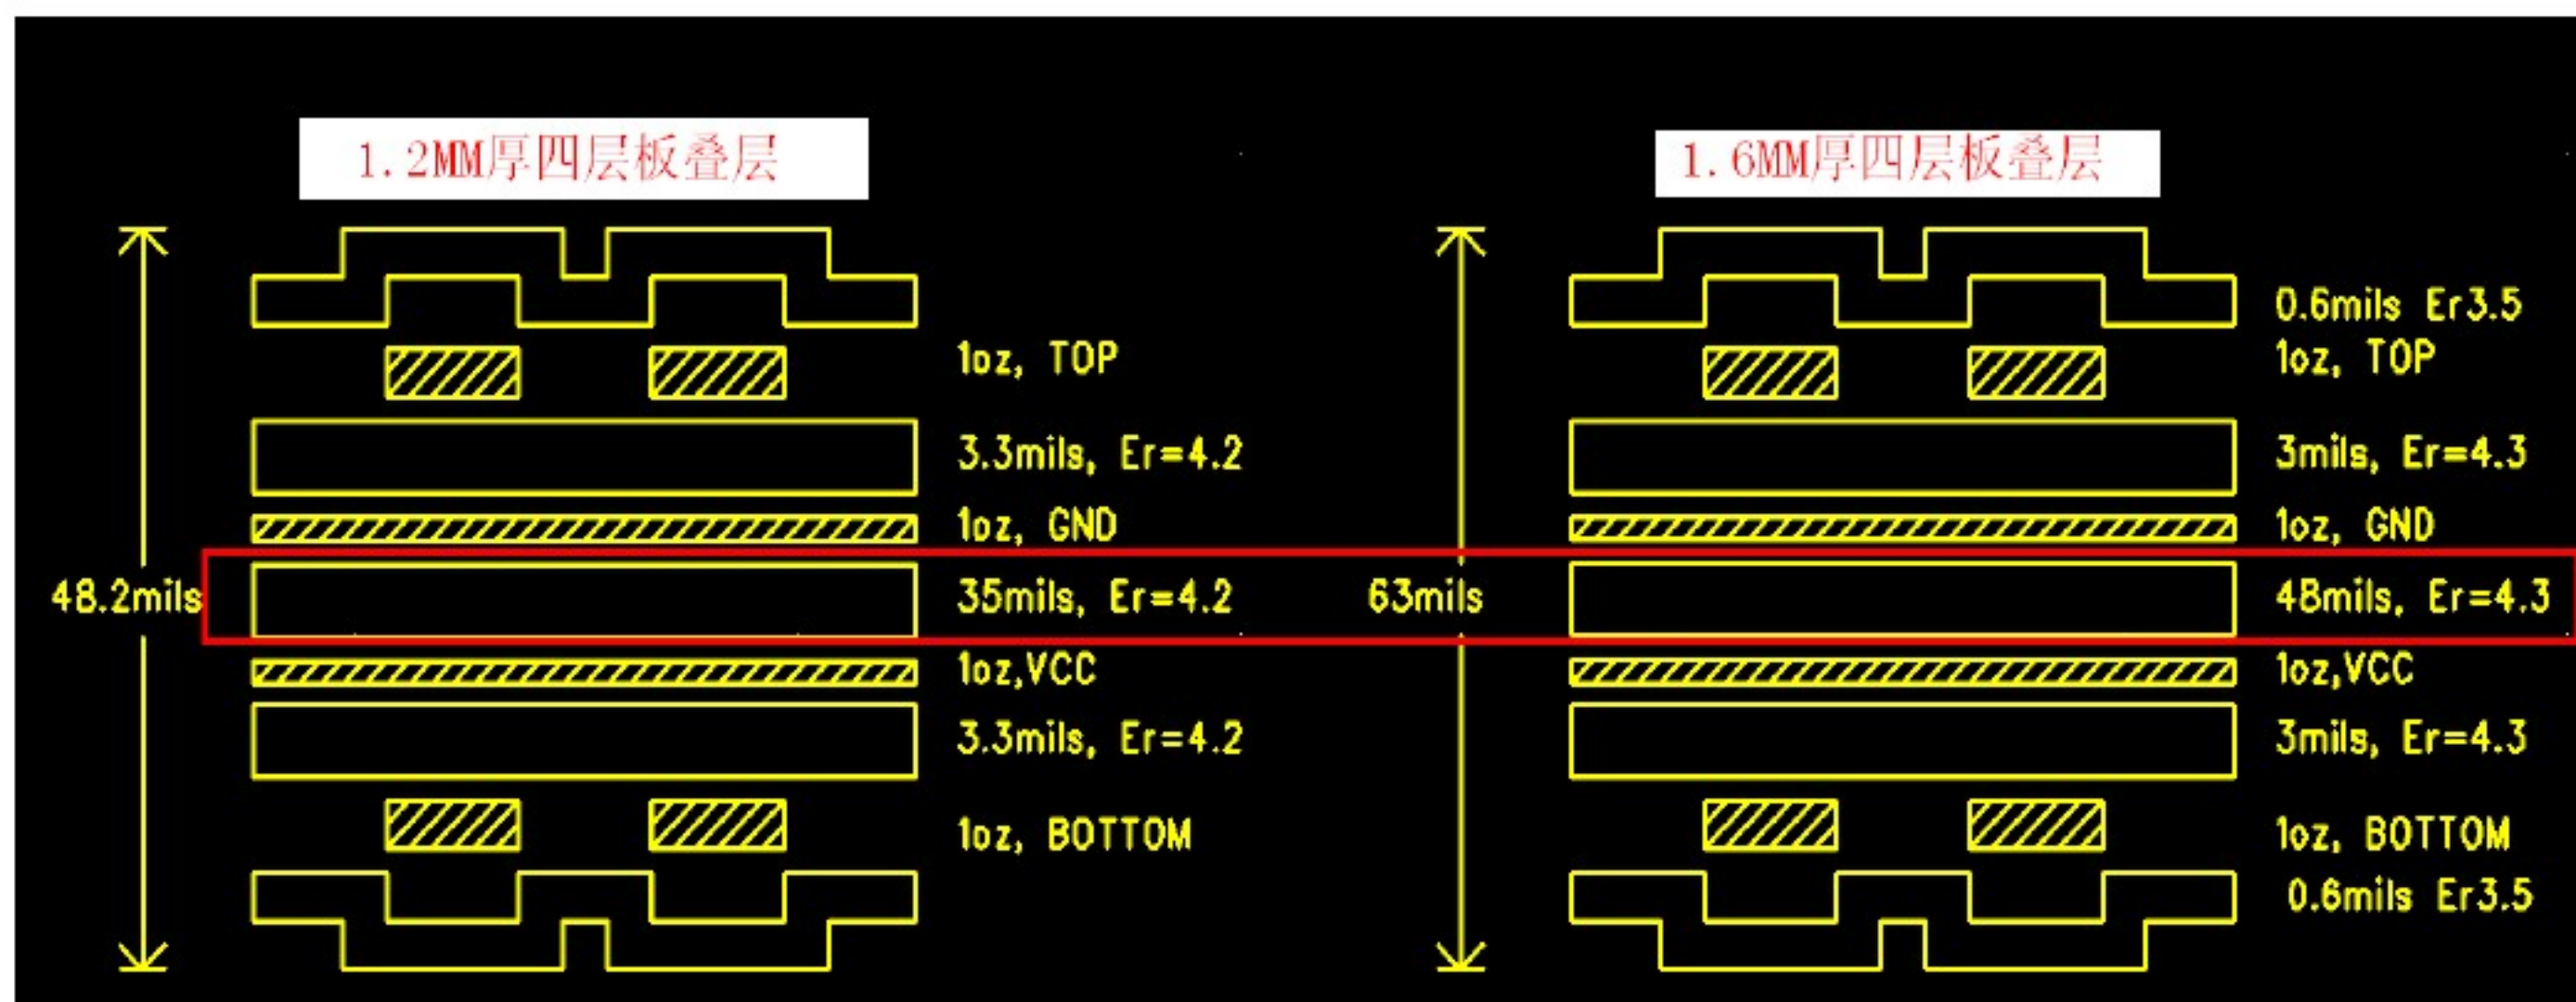 1.2MM厚四层板叠层
1oz, TOP
3.3mils, Er=4.2
1oz, GND
48.2mils
35mils, Er=4.2
1oz,VCC
3.3mils, Er=4.2
1oz, BOTTOM
1.6MM厚四层板叠层
0.6mils Er3.5
1oz, TOP
3mils, Er=4.3
1oz, GND
63mils
48mils, Er=4.3
1oz,VCC
3mils, Er=4.3
1oz, BOTTOM
0.6mils Er3.5